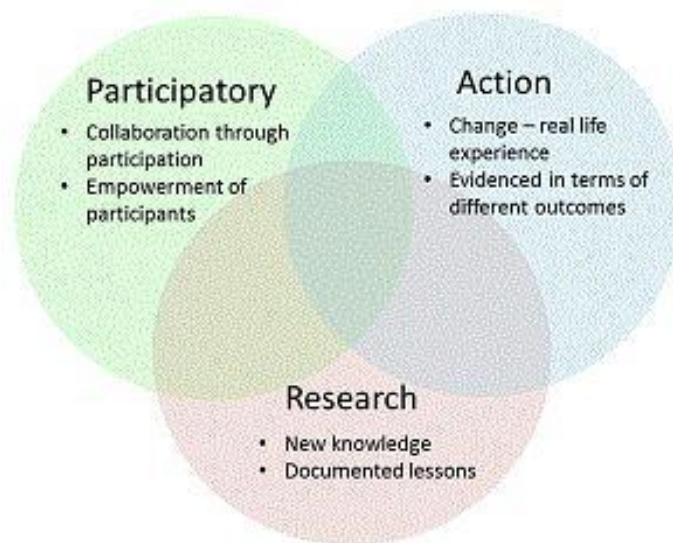 Participatory
• Collaboration through
participation
• Empowerment of
participants
Action
• Change – real life
experience
• Evidenced in terms of
different outcomes
Research
• New knowledge
• Documented lessons